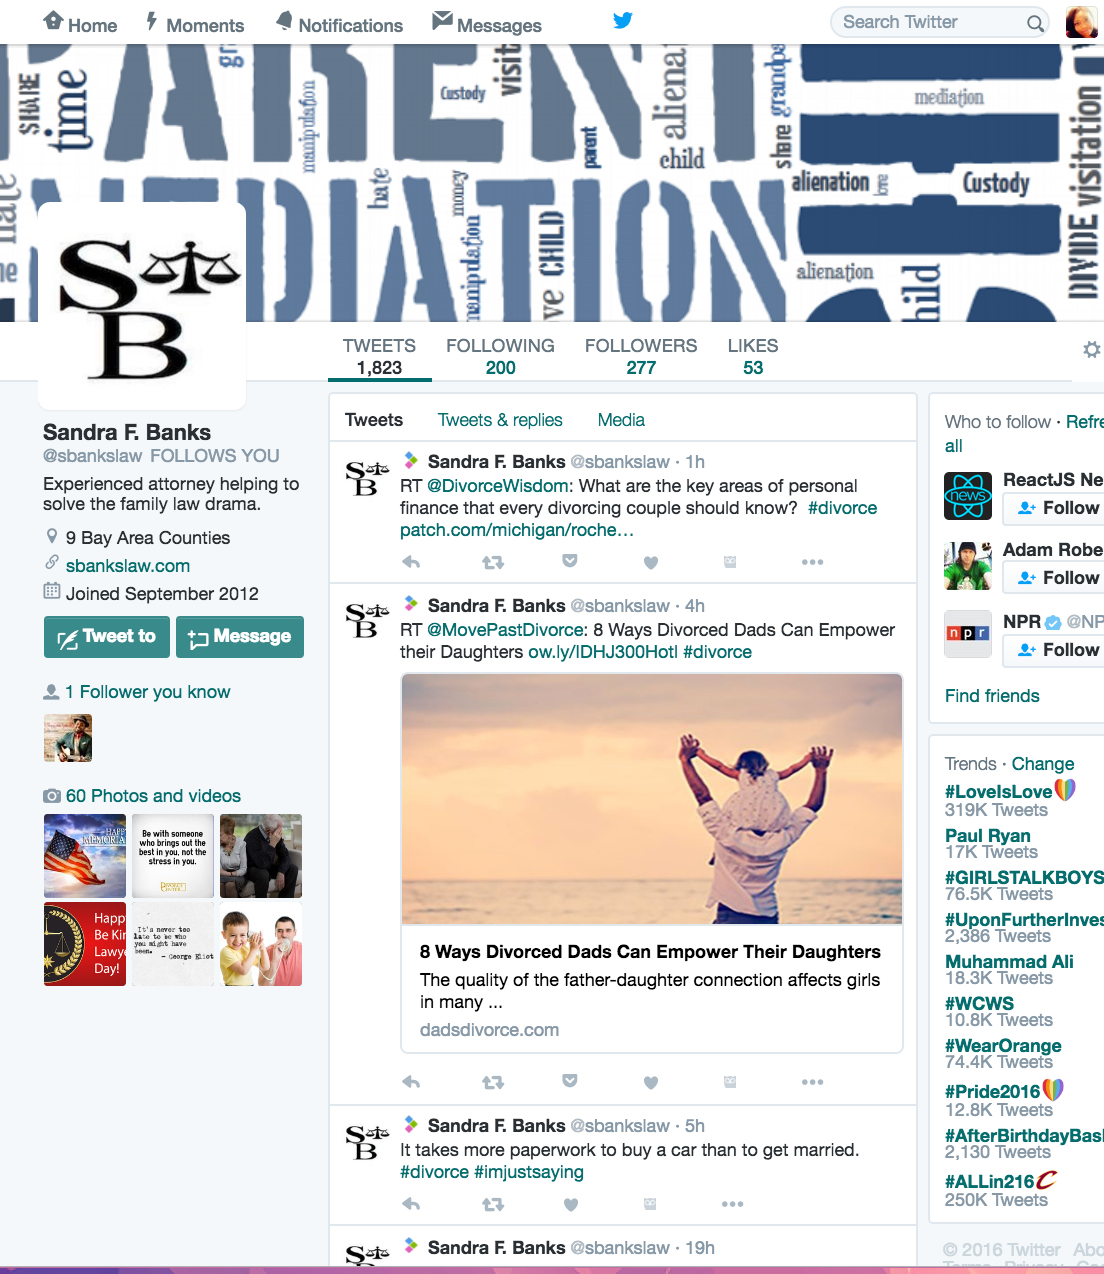 Home
Moments
Notifications
Messages
Search Twitter
SHARE
time
PARENT
manipulation
Custody
visit
parent
child
share
grandpa
mediation
alienation
love
Custody
DIVIDE visitation
hate
MEDIATION
hate
money
manipulation
CHILD
alienation
child
S
B
TWEETS
1,823
FOLLOWING
200
FOLLOWERS
277
LIKES
53
Sandra F. Banks
@sbankslaw FOLLOWS YOU
Experienced attorney helping to
solve the family law drama.
9 Bay Area Counties
sbankslaw.com
Joined September 2012
Tweet to
Message
1 Follower you know
60 Photos and videos
Be with someone
who brings out the
best in you, not the
stress in you.
Happ
Be Kin
Lawye
Day!
It's never too
late to be who
you might have
been.
- George Eliot
Tweets
Tweets & replies
Media
S
B
Sandra F. Banks @sbankslaw · 1h
RT @DivorceWisdom: What are the key areas of personal
finance that every divorcing couple should know? #divorce
patch.com/michigan/roche…
S
B
Sandra F. Banks @sbankslaw · 4h
RT @MovePastDivorce: 8 Ways Divorced Dads Can Empower
their Daughters ow.ly/IDHJ300Hotl #divorce
8 Ways Divorced Dads Can Empower Their Daughters
The quality of the father-daughter connection affects girls
in many ...
dadsdivorce.com
S
B
Sandra F. Banks @sbankslaw · 5h
It takes more paperwork to buy a car than to get married.
#divorce #imjustsaying
S
Sandra F. Banks @sbankslaw · 19h
Who to follow · Refre
all
news
ReactJS Ne
Follow
Adam Robe
Follow
npr
NPR @NP
Follow
Find friends
Trends · Change
#LoveIsLove
319K Tweets
Paul Ryan
17K Tweets
#GIRLSTALKBOYS
76.5K Tweets
#UponFurtherInves
2,386 Tweets
Muhammad Ali
18.3K Tweets
#WCWS
10.8K Tweets
#WearOrange
74.4K Tweets
#Pride2016
12.8K Tweets
#AfterBirthdayBas
2,130 Tweets
#ALLin216
250K Tweets
© 2016 Twitter Abo